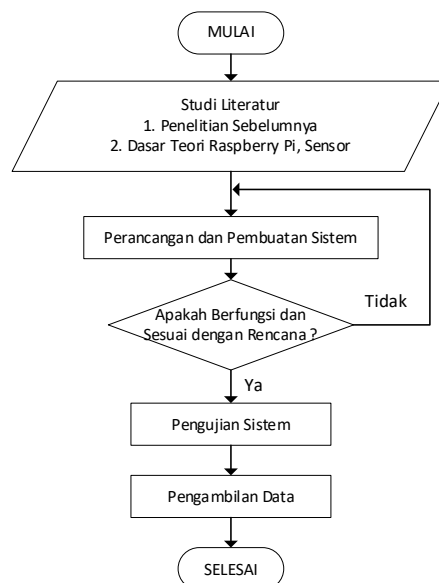 MULAI
Studi Literatur
1. Penelitian Sebelumnya
2. Dasar Teori Raspberry Pi, Sensor
Perancangan dan Pembuatan Sistem
Apakah Berfungsi dan
Sesuai dengan Rencana ?
Tidak
Ya
Pengujian Sistem
Pengambilan Data
SELESAI